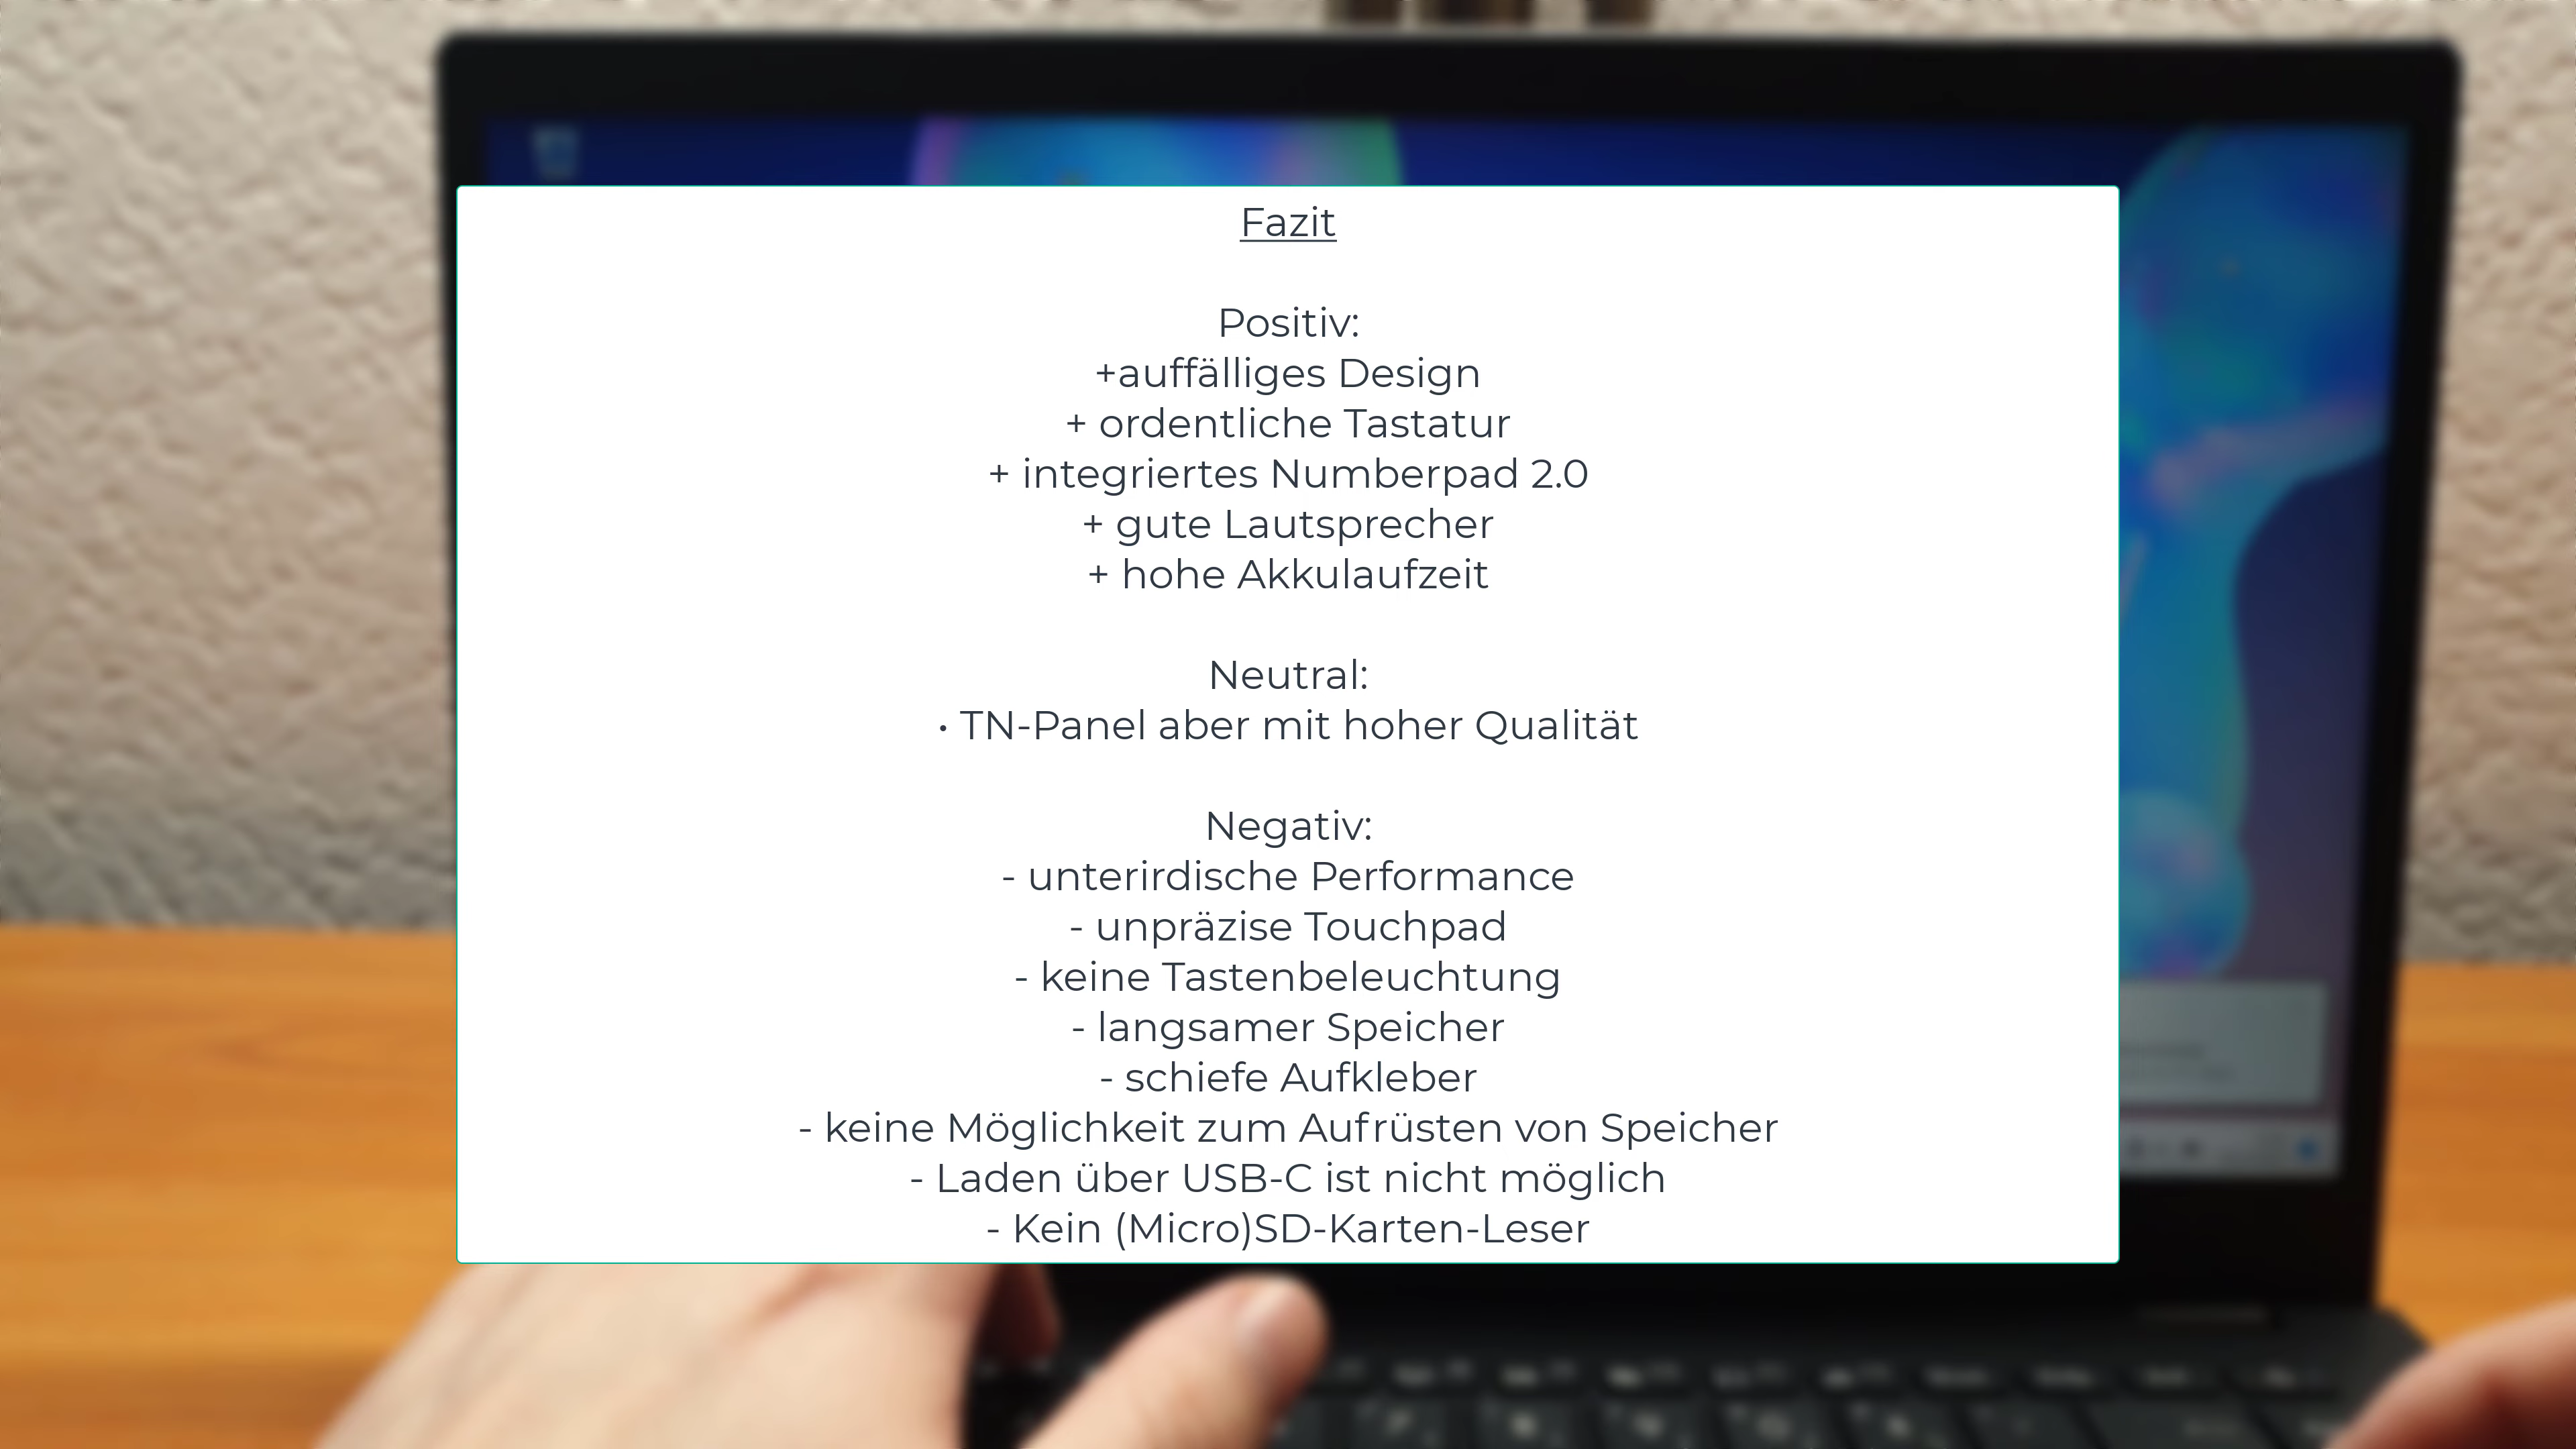 Fazit
Positiv:
+auffälliges Design
+ ordentliche Tastatur
+ integriertes Numberpad 2.0
+ gute Lautsprecher
+ hohe Akkulaufzeit
Neutral:
• TN-Panel aber mit hoher Qualität
Negativ:
- unterirdische Performance
- unpräzise Touchpad
- keine Tastenbeleuchtung
- langsamer Speicher
- schiefe Aufkleber
- keine Möglichkeit zum Aufrüsten von Speicher
- Laden über USB-C ist nicht möglich
- Kein (Micro)SD-Karten-Leser